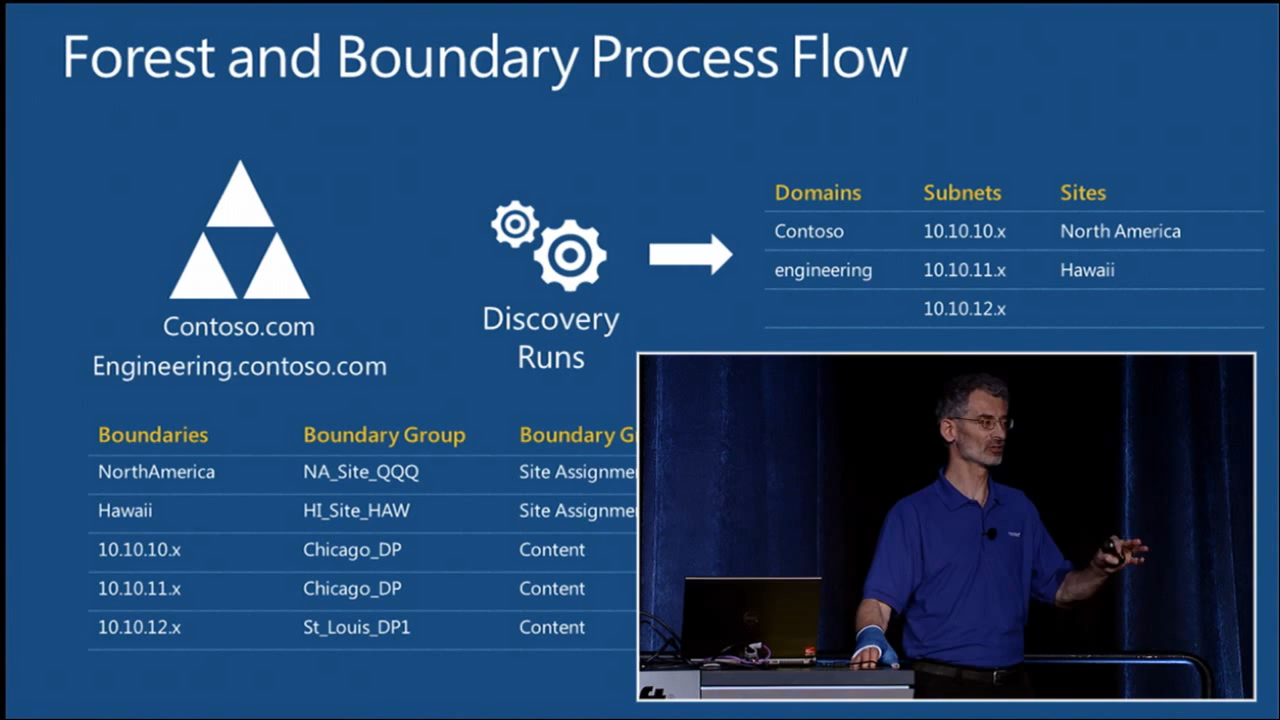 Forest and Boundary Process Flow
Contoso.com
Engineering.contoso.com
Discovery
Runs
Domains Subnets Sites
Contoso 10.10.10.x North America
engineering 10.10.11.x Hawaii
10.10.12.x
Boundaries Boundary Group Boundary G
NorthAmerica NA_Site_QQQ Site Assignme
Hawaii HI_Site_HAW Site Assignme
10.10.10.x Chicago_DP Content
10.10.11.x Chicago_DP Content
10.10.12.x St_Louis_DP1 Content